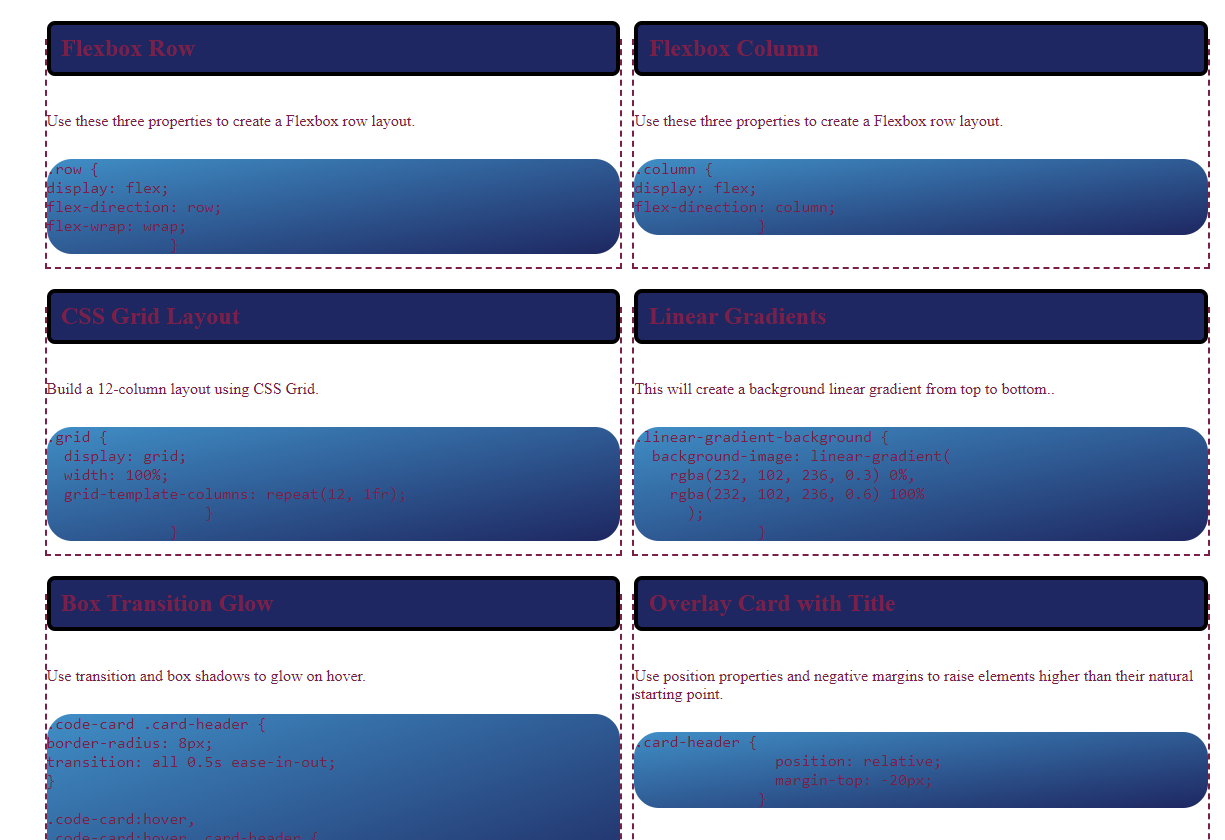 Flexbox Row
Use these three properties to create a Flexbox row layout.
.row {
display: flex;
flex-direction: row;
flex-wrap: wrap;
}
Flexbox Column
Use these three properties to create a Flexbox row layout.
.column {
display: flex;
flex-direction: column;
}
CSS Grid Layout
Build a 12-column layout using CSS Grid.
.grid {
display: grid;
width: 100%;
grid-template-columns: repeat(12, 1fr);
}
}
Linear Gradients
This will create a background linear gradient from top to bottom..
.linear-gradient-background {
background-image: linear-gradient(
rgba(232, 102, 236, 0.3) 0%,
rgba(232, 102, 236, 0.6) 100%
);
}
Box Transition Glow
Use transition and box shadows to glow on hover.
.code-card .card-header {
border-radius: 8px;
transition: all 0.5s ease-in-out;
}
.code-card:hover,
.code-card:hover .card-header {
Overlay Card with Title
Use position properties and negative margins to raise elements higher than their natural
starting point.
.card-header {
position: relative;
margin-top: -20px;
}